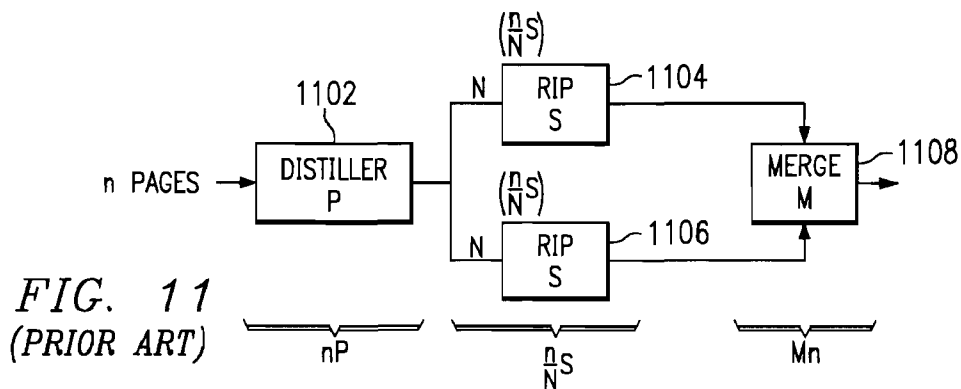 (n/N S)
1102
N
RIP
S
1104
n PAGES
DISTILLER
P
MERGE
M
1108
(n/N S)
N
RIP
S
1106
FIG. 11
(PRIOR ART)
nP
n/N S
Mn